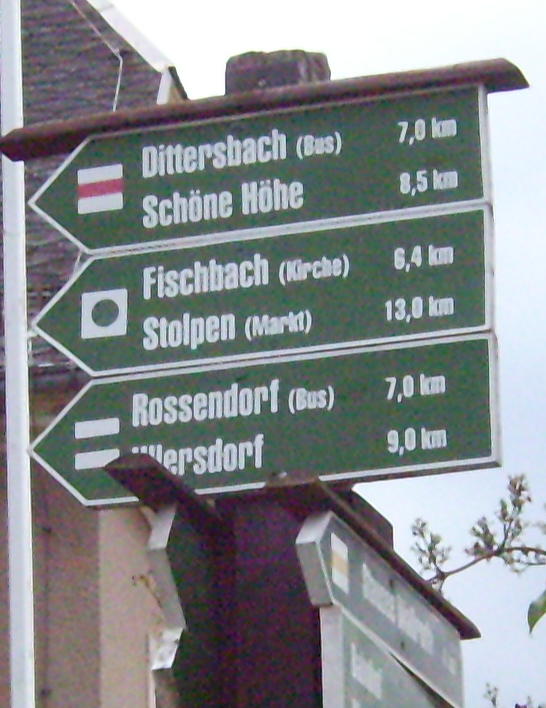 Dittersbach (Bus) 7,0 km
Schöne Höhe 8,5 km
Fischbach (Kirche) 6,4 km
Stolpen (Markt) 13,0 km
Rossendorf (Bus) 7,0 km
Ullersdorf 9,0 km